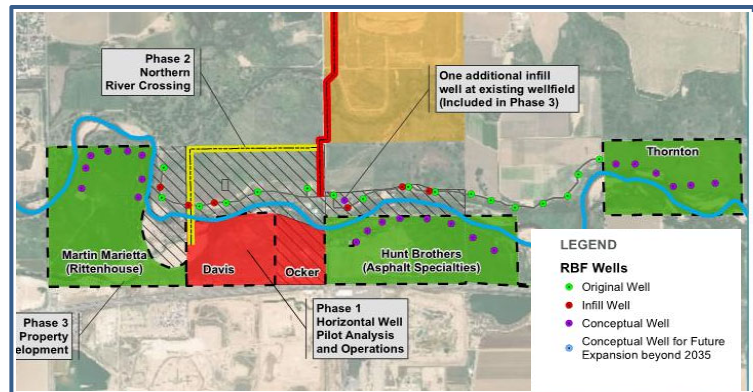 Phase 2
Northern
River Crossing
One additional infill
well at existing wellfield
(Included in Phase 3)
Thornton
Martin Marietta
(Rittenhouse)
Davis
Ocker
Hunt Brothers
(Asphalt Specialties)
Phase 3
Property
elopment
Phase 1
Horizontal Well
Pilot Analysis
and Operations
LEGEND
RBF Wells
Original Well
Infill Well
Conceptual Well
Conceptual Well for Future
Expansion beyond 2035